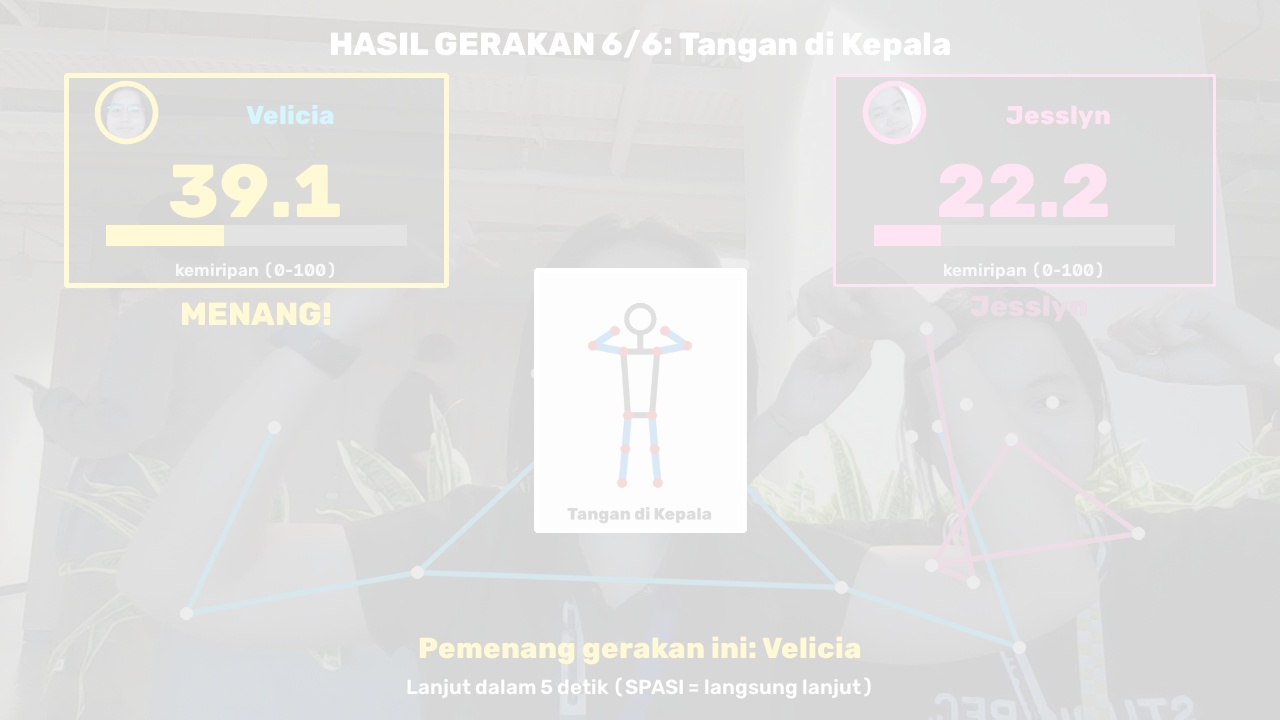 HASIL GERAKAN 6/6: Tangan di Kepala
Velicia
39.1
kemiripan (0-100)
MENANG!
Jesslyn
22.2
kemiripan (0-100)
Jesslyn
Tangan di Kepala
Pemenang gerakan ini: Velicia
Lanjut dalam 5 detik (SPASI = langsung lanjut)